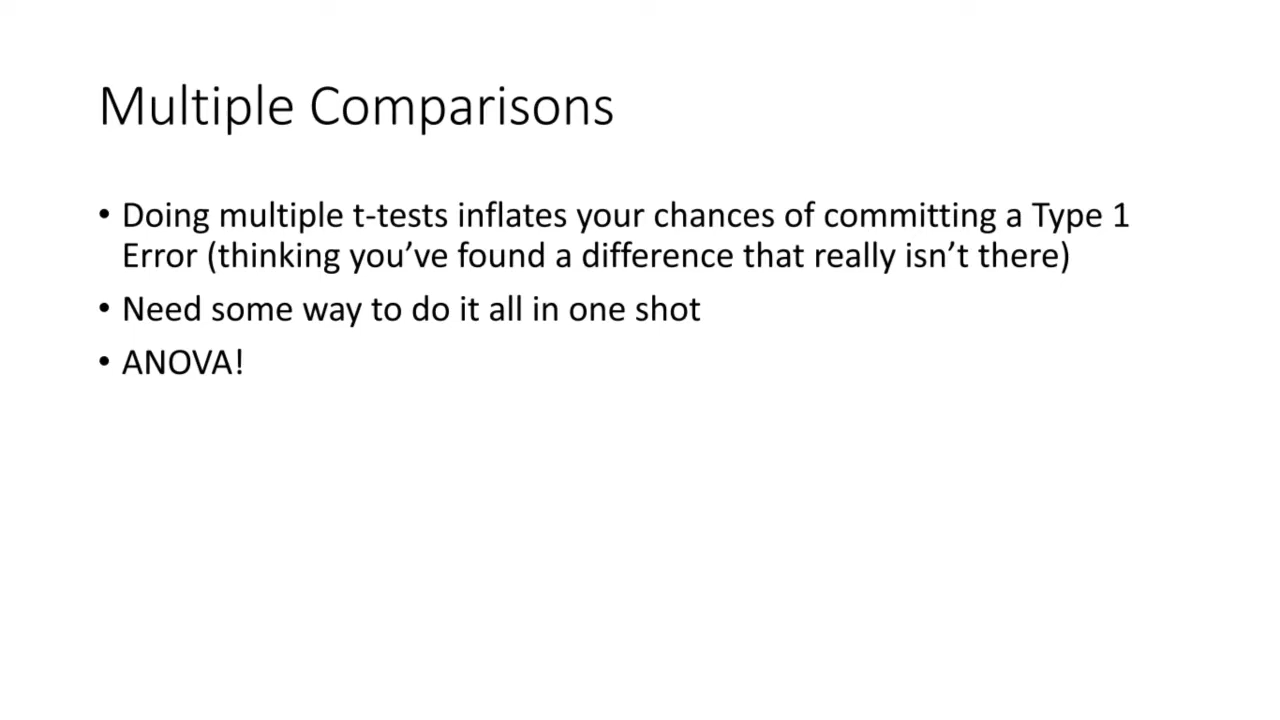 Multiple Comparisons
• Doing multiple t-tests inflates your chances of committing a Type 1
Error (thinking you’ve found a difference that really isn’t there)
• Need some way to do it all in one shot
• ANOVA!